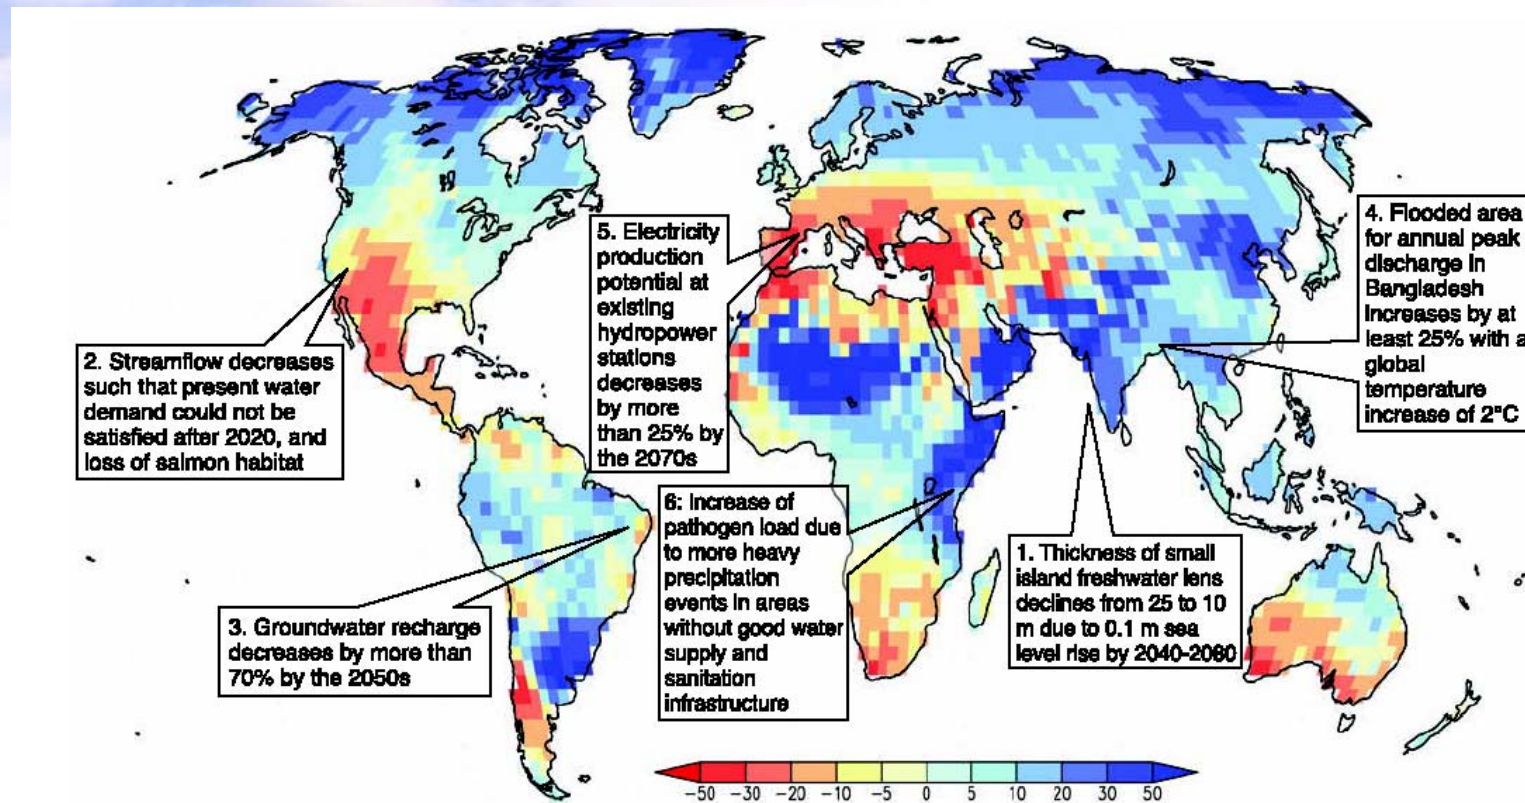 5. Electricity
production
potential at
existing
hydropower
stations
decreases
by more
than 25% by
the 2070s
4. Flooded area
for annual peak
discharge in
Bangladesh
increases by at
least 25% with a
global
temperature
increase of 2°C
2. Streamflow decreases
such that present water
demand could not be
satisfied after 2020, and
loss of salmon habitat
6: Increase of
pathogen load due
to more heavy
precipitation
events in areas
without good water
supply and
sanitation
infrastructure
1. Thickness of small
island freshwater lens
declines from 25 to 10
m due to 0.1 m sea
level rise by 2040-2080
3. Groundwater recharge
decreases by more than
70% by the 2050s
-50 -30 -20 -10 -5 0 5 10 20 30 50